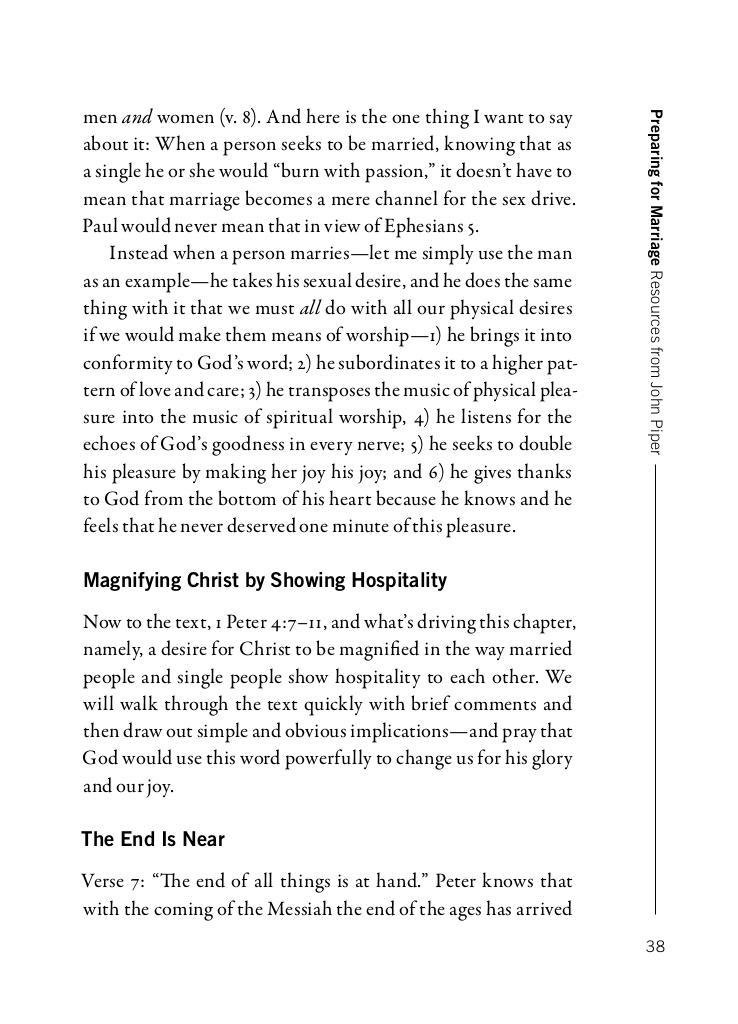 men and women (v. 8). And here is the one thing I want to say
about it: When a person seeks to be married, knowing that as
a single he or she would “burn with passion,” it doesn’t have to
mean that marriage becomes a mere channel for the sex drive.
Paul would never mean that in view of Ephesians 5.
Instead when a person marries—let me simply use the man
as an example—he takes his sexual desire, and he does the same
thing with it that we must all do with all our physical desires
if we would make them means of worship—1) he brings it into
conformity to God’s word; 2) he subordinates it to a higher pat-
tern of love and care; 3) he transposes the music of physical plea-
sure into the music of spiritual worship, 4) he listens for the
echoes of God’s goodness in every nerve; 5) he seeks to double
his pleasure by making her joy his joy; and 6) he gives thanks
to God from the bottom of his heart because he knows and he
feels that he never deserved one minute of this pleasure.
Magnifying Christ by Showing Hospitality
Now to the text, 1 Peter 4:7–11, and what’s driving this chapter,
namely, a desire for Christ to be magnified in the way married
people and single people show hospitality to each other. We
will walk through the text quickly with brief comments and
then draw out simple and obvious implications—and pray that
God would use this word powerfully to change us for his glory
and our joy.
The End Is Near
Verse 7: “The end of all things is at hand.” Peter knows that
with the coming of the Messiah the end of the ages has arrived
Preparing for Marriage Resources from John Piper
38